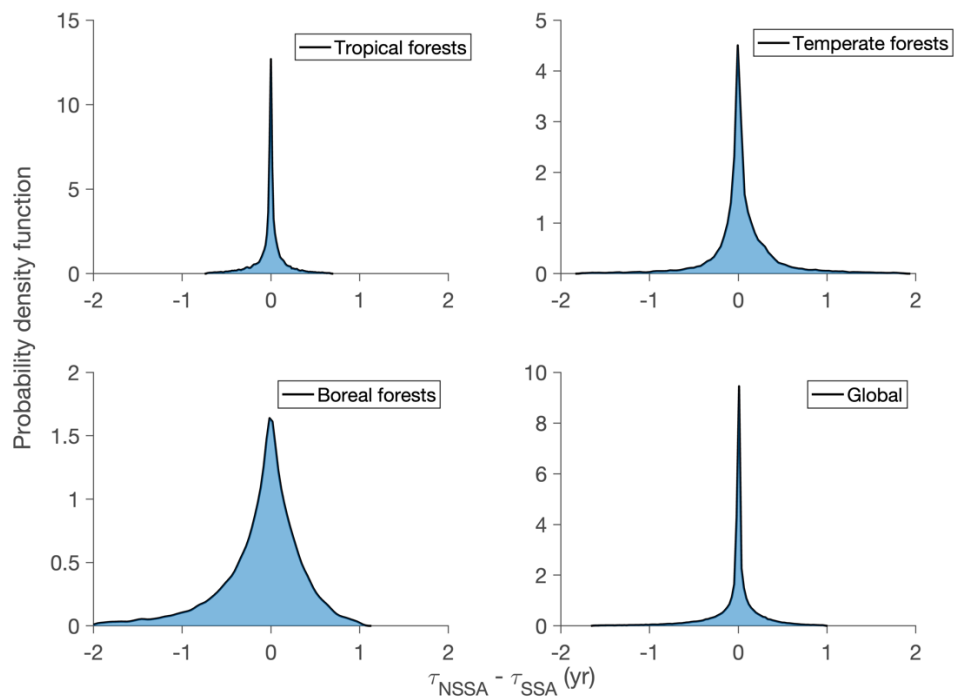 Probability density function
15
10
5
0
-2 -1 0 1 2
Tropical forests
5
4
3
2
1
0
-2 -1 0 1 2
Temperate forests
2
1.5
1
0.5
0
-2 -1 0 1 2
Boreal forests
10
8
6
4
2
0
-2 -1 0 1 2
Global
τNSSA - τSSA (yr)